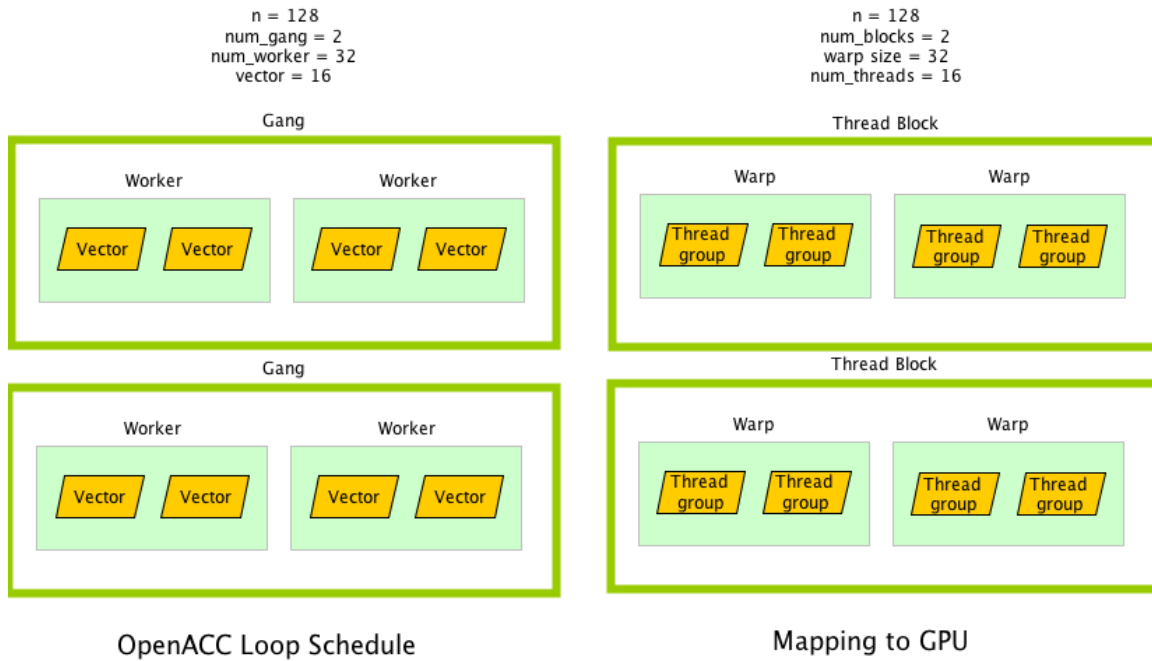 n = 128
num_gang = 2
num_worker = 32
vector = 16
Gang
Worker
Worker
Vector
Vector
Vector
Vector
Gang
Worker
Worker
Vector
Vector
Vector
Vector
OpenACC Loop Schedule
n = 128
num_blocks = 2
warp size = 32
num_threads = 16
Thread Block
Warp
Warp
Thread
group
Thread
group
Thread
group
Thread
group
Thread Block
Warp
Warp
Thread
group
Thread
group
Thread
group
Thread
group
Mapping to GPU